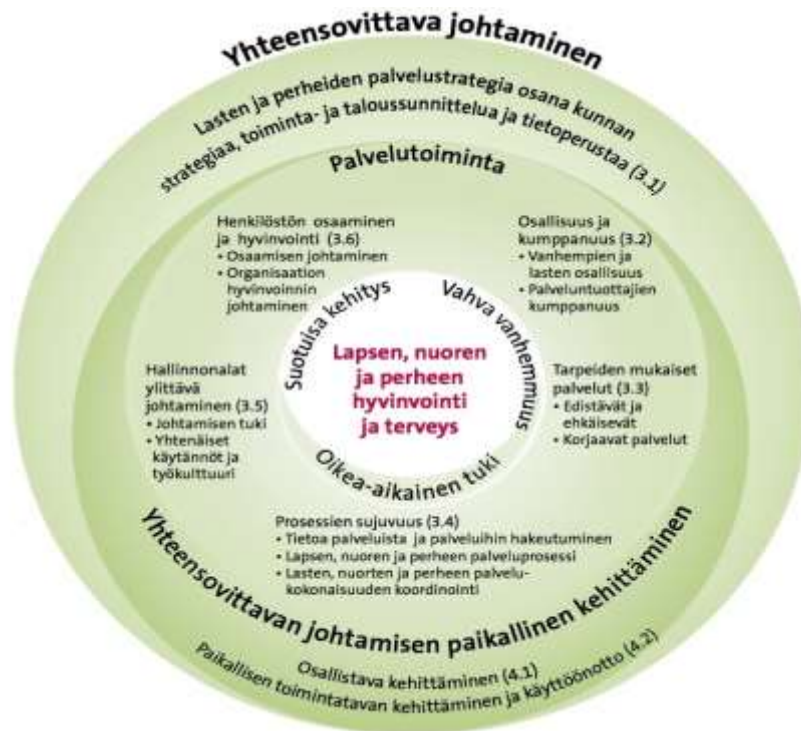 Yhteensovittava johtaminen
Lasten ja perheiden palvelustrategia osana kunnan
strategiaa, toiminta- ja taloussunnittelua ja tietoperustaa (3.1)
Palvelutoiminta
Henkilöstön osaaminen
ja hyvinvointi (3.6)
• Osaamisen johtaminen
• Organisaation
hyvinvoinnin
johtaminen
Osallisuus ja
kumppanuus (3.2)
• Vanhempien ja
lasten osallisuus
• Palveluntuottajien
kumppanuus
Suotuisa kehitys
Vahva vanhemmuus
Lapsen, nuoren
ja perheen
hyvinvointi
ja terveys
Hallinnonalat
ylittävä
johtaminen (3.5)
• Johtamisen tuki
• Yhtenäiset
käytännöt ja
työkulttuuri
Tarpeiden mukaiset
palvelut (3.3)
• Edistävät ja
ehkäisevät
• Korjaavat palvelut
Oikea-aikainen tuki
Prosessien sujuvuus (3.4)
• Tietoa palveluista ja palveluihin hakeutuminen
• Lapsen, nuoren ja perheen palveluprosessi
• Lasten, nuorten ja perheen palvelu-
kokonaisuuden koordinointi
Yhteensovittavan johtamisen paikallinen kehittäminen
Osallistava kehittäminen (4.1)
Paikallisen toimintatavan kehittäminen ja käyttöönotto (4.2)